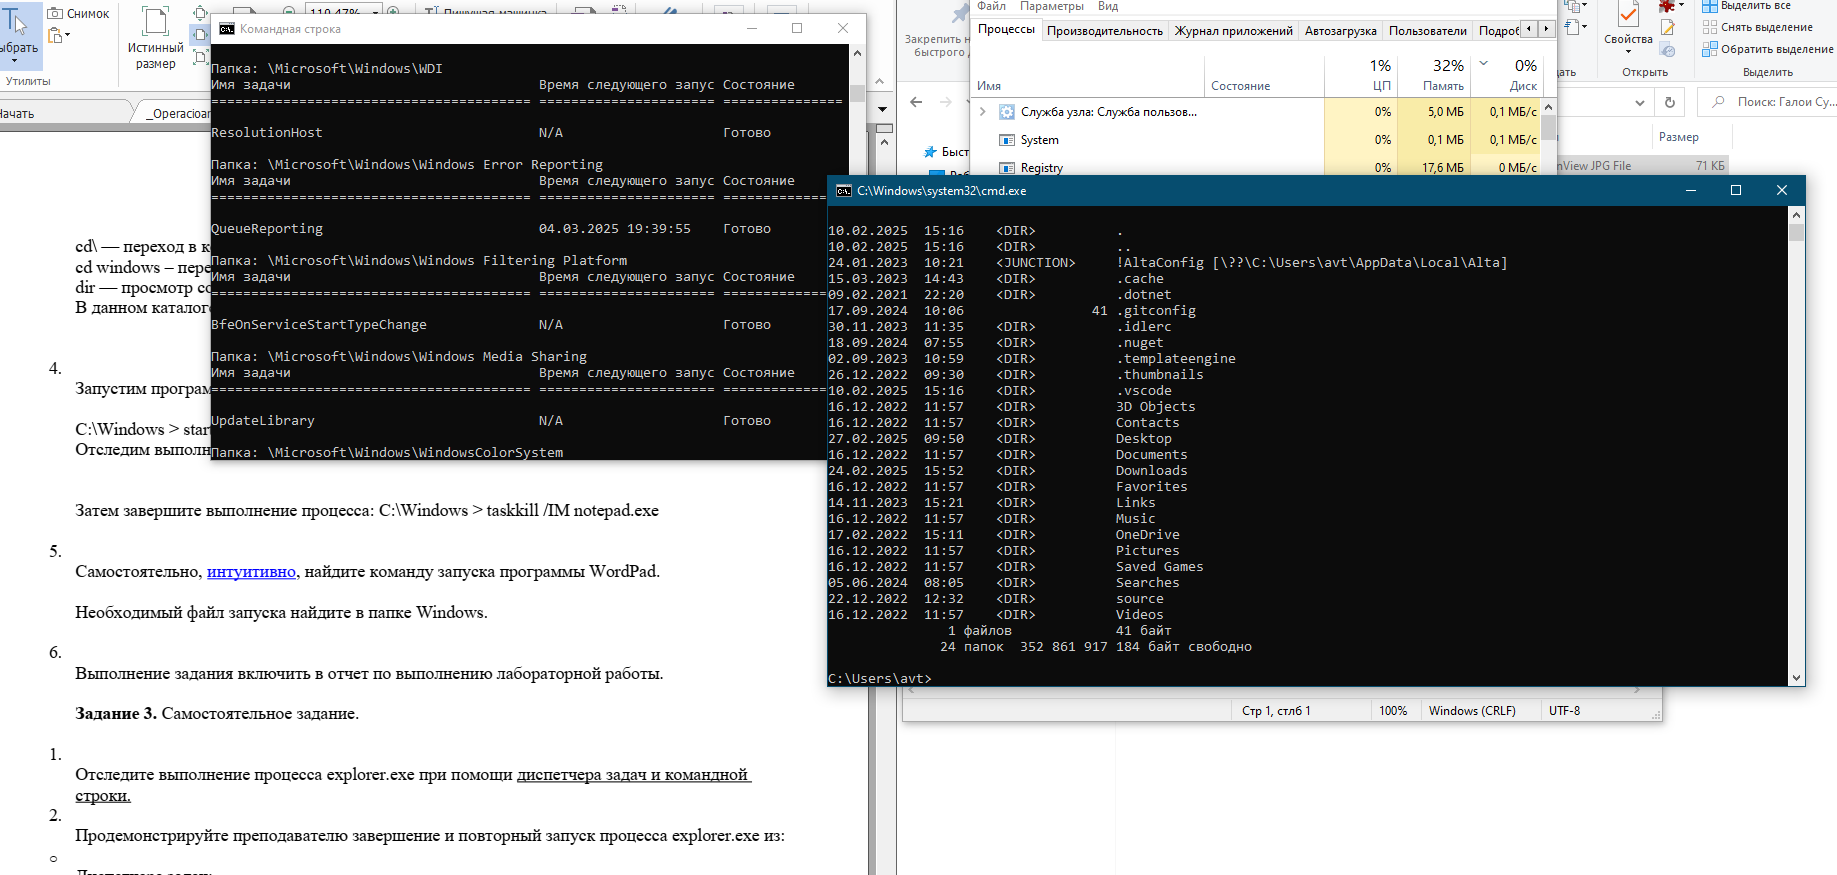 Снимок
110,47%
Пишущая машинка
Истинный
размер
Утилиты
_Operacioan
cd\ — переход в
cd windows –
dir — просмотр
В данном
4.
Запустим
C:\Windows >
Отследим
Затем завершите выполнение процесса: C:\Windows > taskkill /IM notepad.exe
5.
Самостоятельно, интуитивно, найдите команду запуска программы WordPad.
Необходимый файл запуска найдите в папке Windows.
6.
Выполнение задания включить в отчет по выполнению лабораторной работы.
Задание 3. Самостоятельное задание.
1.
Отследите выполнение процесса explorer.exe при помощи диспетчера задач и командной
строки.
2.
Продемонстрируйте преподавателю завершение и повторный запуск процесса explorer.exe из:
Командная строка
Папка: \Microsoft\Windows\WDI
Имя задачи Время следующего запус Состояние
======================================== ====================== ===============
ResolutionHost N/A Готово
Папка: \Microsoft\Windows\Windows Error Reporting
Имя задачи Время следующего запус Состояние
======================================== ====================== ===============
QueueReporting 04.03.2025 19:39:55 Готово
Папка: \Microsoft\Windows\Windows Filtering Platform
Имя задачи Время следующего запус Состояние
======================================== ====================== =============
BfeOnServiceStartTypeChange N/A Готово
Папка: \Microsoft\Windows\Windows Media Sharing
Имя задачи Время следующего запус Состояние
======================================== ====================== =============
UpdateLibrary N/A Готово
Папка: \Microsoft\Windows\WindowsColorSystem
Файл Параметры Вид
Процессы Производительность Журнал приложений Автозагрузка Пользователи Подроб
1% 32% 0%
Имя Состояние ЦП Память Диск
Служба узла: Служба пользов... 0% 5,0 МБ 0,1 МБ/с
System 0% 0,1 МБ 0,1 МБ/с
Registry 0% 17,6 МБ 0 МБ/с
Закрепить
быстрого
Быст
Свойства
Открыть
Выделить все
Снять выделение
Обратить выделение
Выделить
Поиск: Галои Су...
Размер
View JPG File 71 КБ
C:\Windows\system32\cmd.exe
10.02.2025 15:16 <DIR> .
10.02.2025 15:16 <DIR> ..
24.01.2023 10:21 <JUNCTION> !AltaConfig [\??\C:\Users\avt\AppData\Local\Alta]
15.03.2023 14:43 <DIR> .cache
09.02.2021 22:20 <DIR> .dotnet
17.09.2024 10:06 41 .gitconfig
30.11.2023 11:35 <DIR> .idlerc
18.09.2024 07:55 <DIR> .nuget
02.09.2023 10:59 <DIR> .templateengine
26.12.2022 09:30 <DIR> .thumbnails
10.02.2025 15:16 <DIR> .vscode
16.12.2022 11:57 <DIR> 3D Objects
16.12.2022 11:57 <DIR> Contacts
27.02.2025 09:50 <DIR> Desktop
16.12.2022 11:57 <DIR> Documents
24.02.2025 15:52 <DIR> Downloads
16.12.2022 11:57 <DIR> Favorites
14.11.2023 15:21 <DIR> Links
16.12.2022 11:57 <DIR> Music
17.02.2022 15:11 <DIR> OneDrive
16.12.2022 11:57 <DIR> Pictures
16.12.2022 11:57 <DIR> Saved Games
05.06.2024 08:05 <DIR> Searches
22.12.2022 12:32 <DIR> source
16.12.2022 11:57 <DIR> Videos
1 файлов 41 байт
24 папок 352 861 917 184 байт свободно
C:\Users\avt>
Стр 1, стлб 1 100% Windows (CRLF) UTF-8